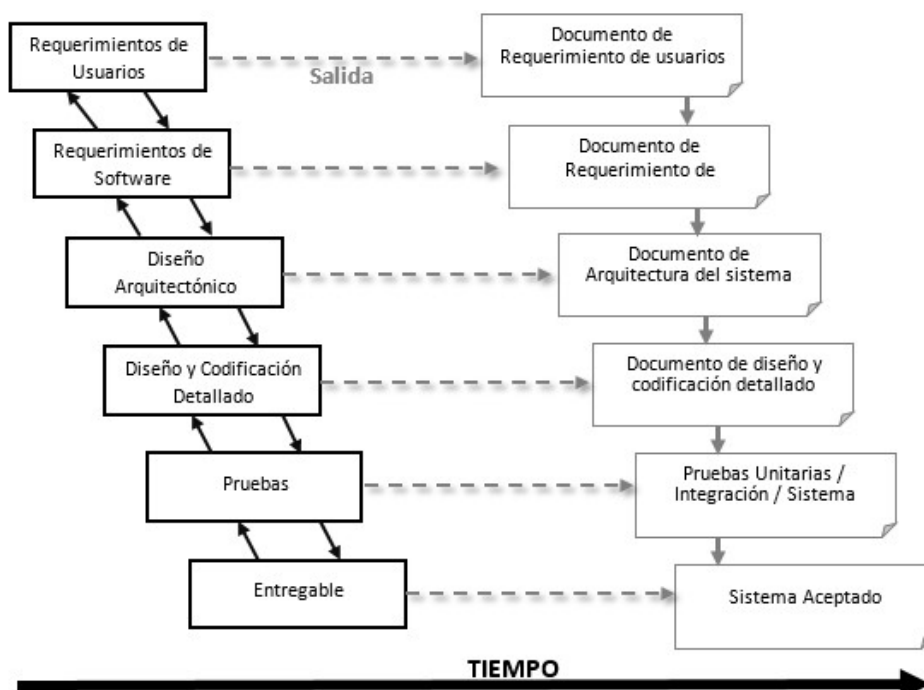 Requerimientos de
Usuarios
Salida
Documento de
Requerimiento de usuarios
Requerimientos de
Software
Documento de
Requerimiento de
Diseño
Arquitectónico
Documento de
Arquitectura del sistema
Diseño y Codificación
Detallado
Documento de diseño y
codificación detallado
Pruebas
Pruebas Unitarias /
Integración / Sistema
Entregable
Sistema Aceptado
TIEMPO